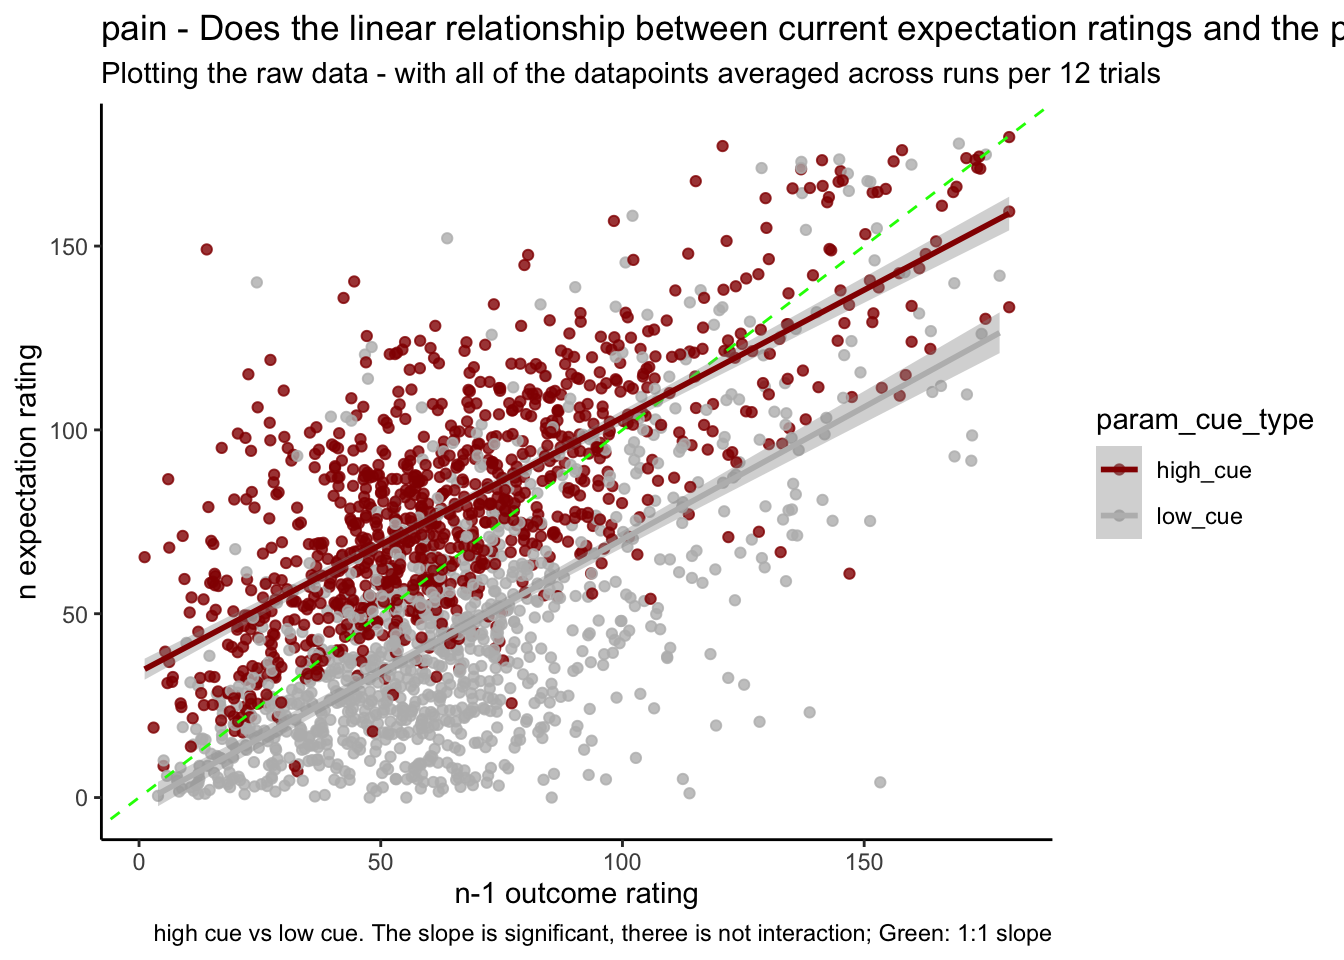 pain - Does the linear relationship between current expectation ratings and the p
Plotting the raw data - with all of the datapoints averaged across runs per 12 trials
150
100
50
0
n expectation rating
0 50 100 150
n-1 outcome rating
param_cue_type
high_cue
low_cue
high cue vs low cue. The slope is significant, theree is not interaction; Green: 1:1 slope